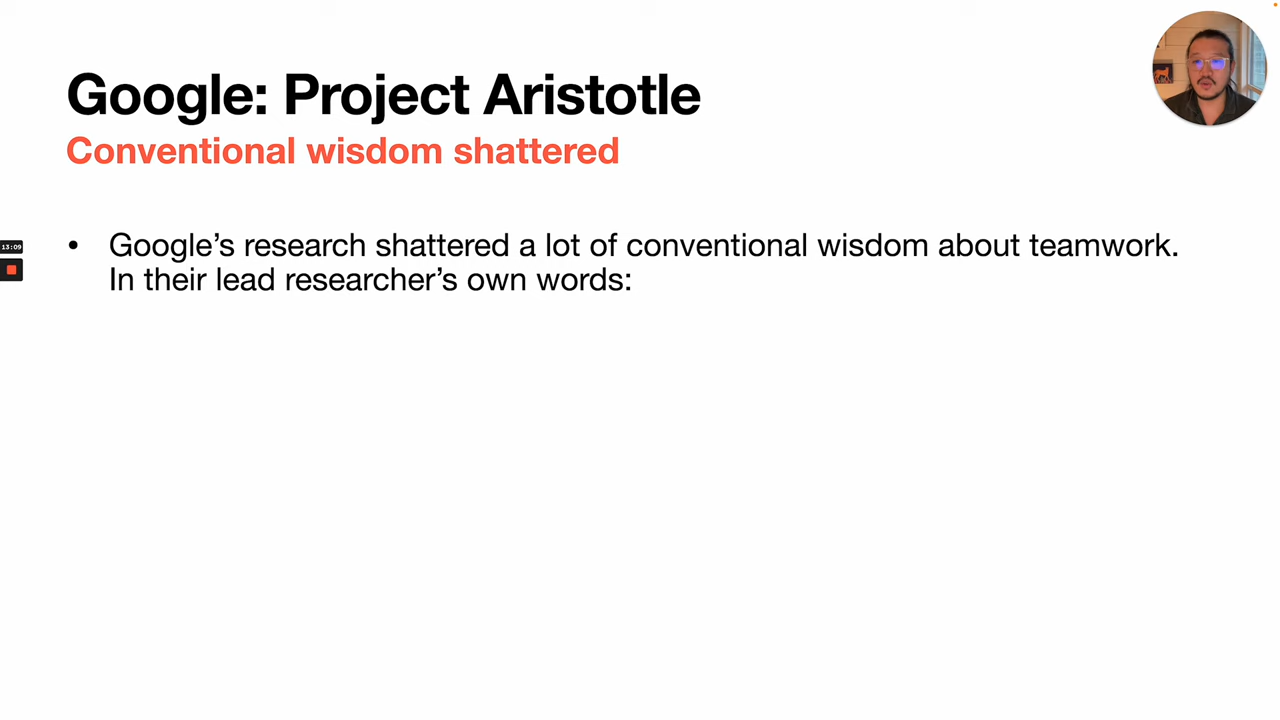 Google: Project Aristotle
Conventional wisdom shattered
13:09
• Google’s research shattered a lot of conventional wisdom about teamwork.
In their lead researcher’s own words: